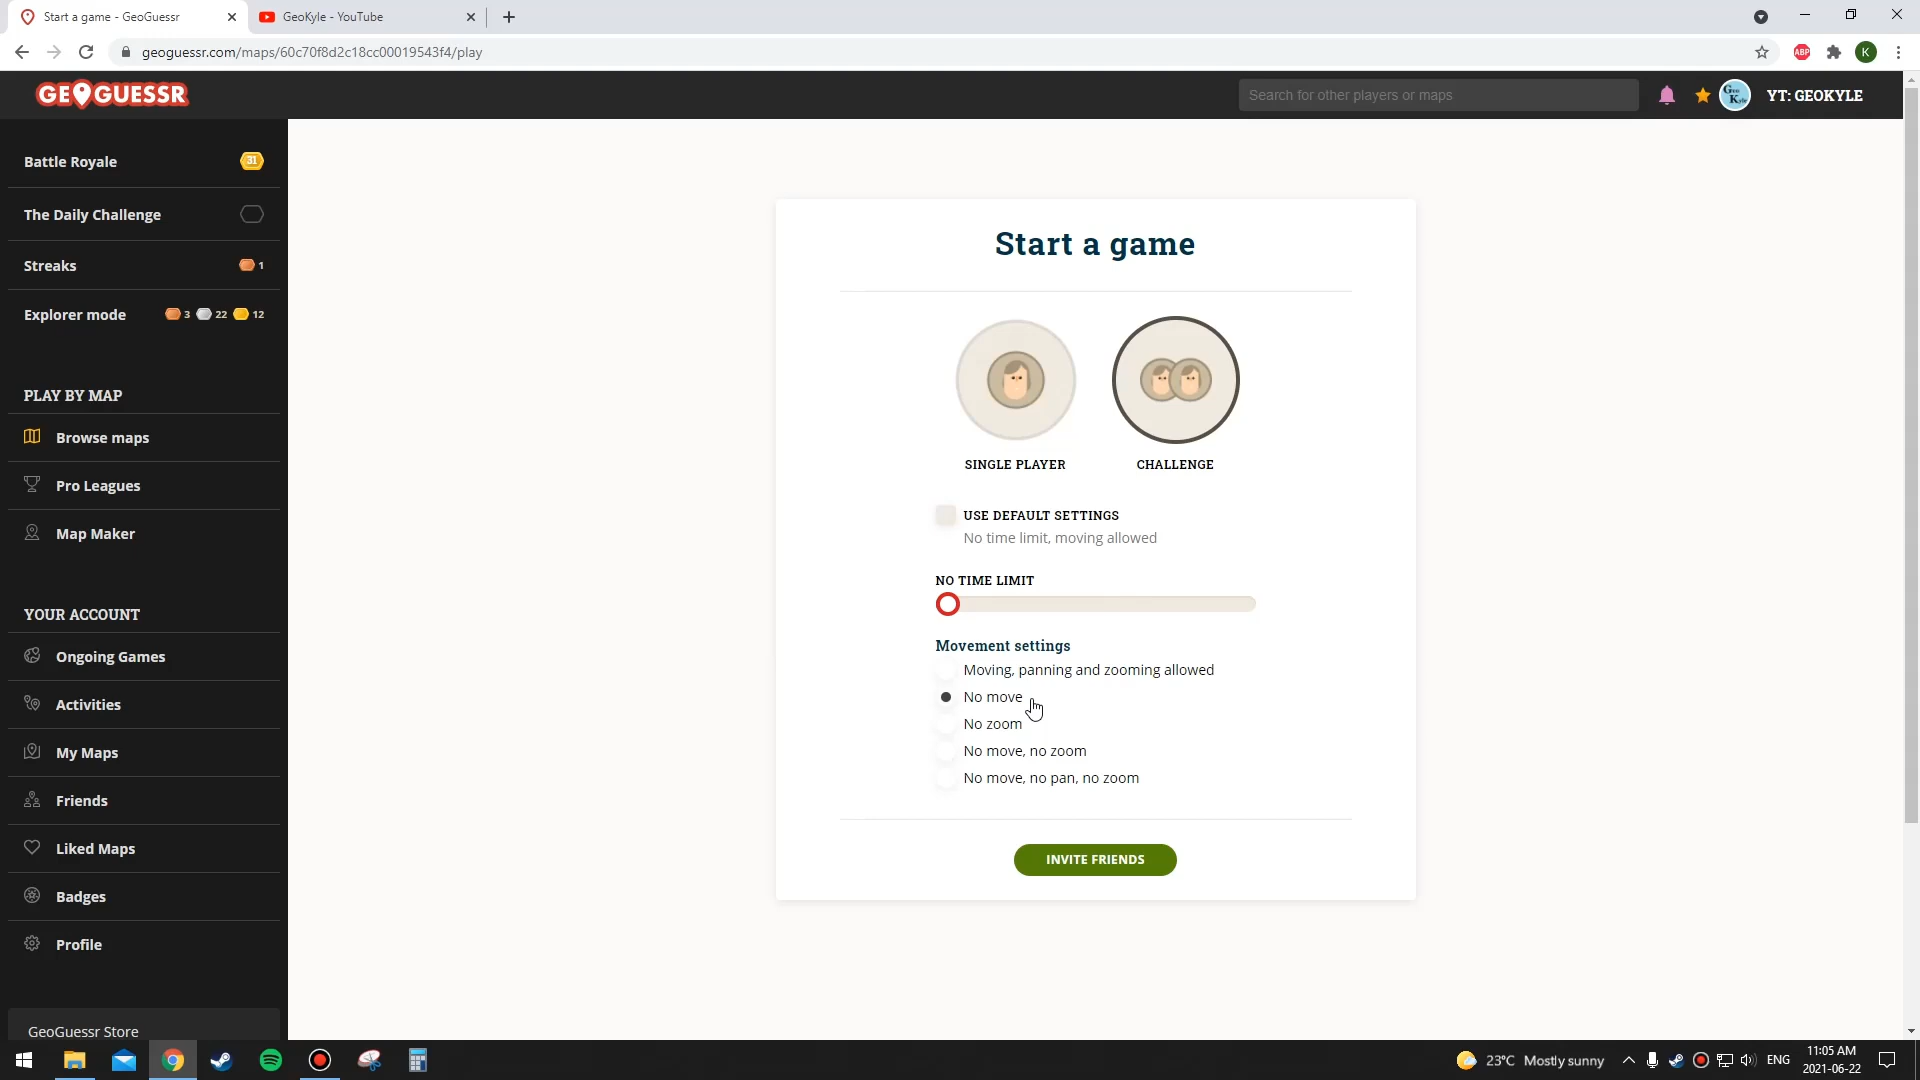 Start a game - GeoGuessr
GeoKyle - YouTube
geoguessr.com/maps/60c70f8d2c18cc00019543f4/play
ABP
K
GEOGUESSR
Search for other players or maps
Geo
Kyle
YT: GEOKYLE
Battle Royale 31
The Daily Challenge
Streaks 1
Explorer mode 3 22 12
PLAY BY MAP
Browse maps
Pro Leagues
Map Maker
YOUR ACCOUNT
Ongoing Games
Activities
My Maps
Friends
Liked Maps
Badges
Profile
GeoGuessr Store
Start a game
SINGLE PLAYER
CHALLENGE
USE DEFAULT SETTINGS
No time limit, moving allowed
NO TIME LIMIT
Movement settings
Moving, panning and zooming allowed
No move
No zoom
No move, no zoom
No move, no pan, no zoom
INVITE FRIENDS
23°C Mostly sunny
ENG
11:05 AM
2021-06-22